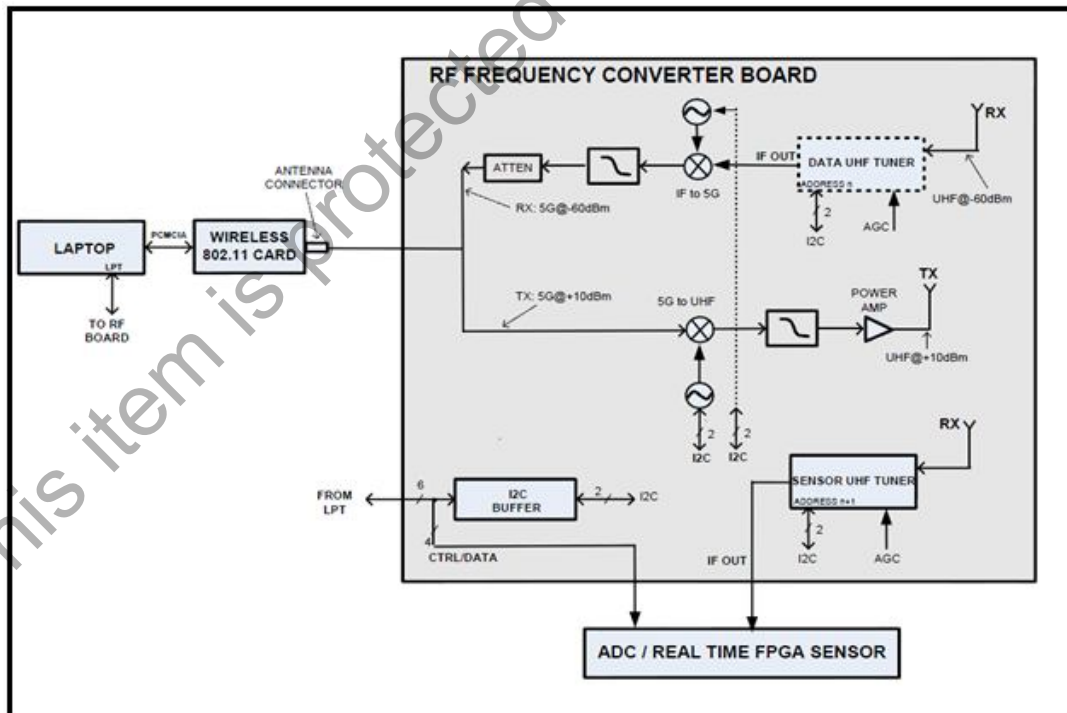 This item is protected
RF FREQUENCY CONVERTER BOARD
RX
IF OUT
DATA UHF TUNER
ADDRESS n
ATTEN
ANTENNA
CONNECTOR
IF to 5G
UHF@-60dBm
RX: 5G@-60dBm
2
I2C
AGC
LAPTOP
LPT
PCMCIA
WIRELESS
802.11 CARD
TO RF
BOARD
TX: 5G@+10dBm
5G to UHF
POWER
AMP
TX
UHF@+10dBm
2
I2C
2
I2C
RX
SENSOR UHF TUNER
ADDRESS n+1
FROM
LPT
6
I2C
BUFFER
2
I2C
4
CTRL/DATA
IF OUT
2
I2C
AGC
ADC / REAL TIME FPGA SENSOR